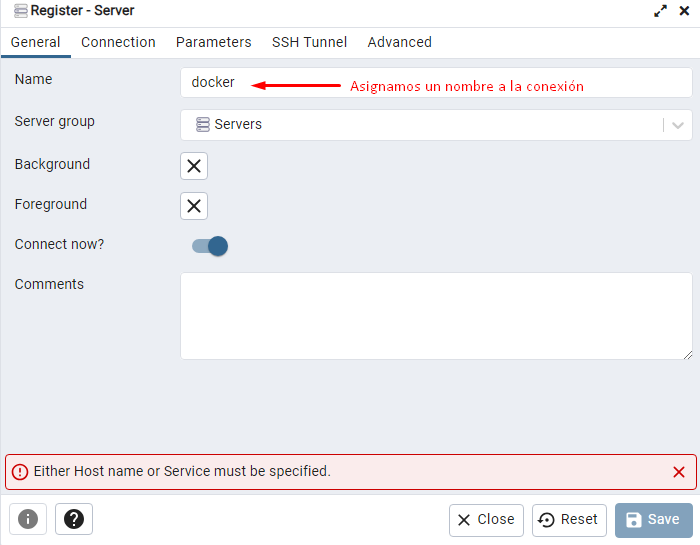 Register - Server
General Connection Parameters SSH Tunnel Advanced
Name docker Asignamos un nombre a la conexión
Server group Servers
Background
Foreground
Connect now?
Comments
Either Host name or Service must be specified.
Close Reset Save